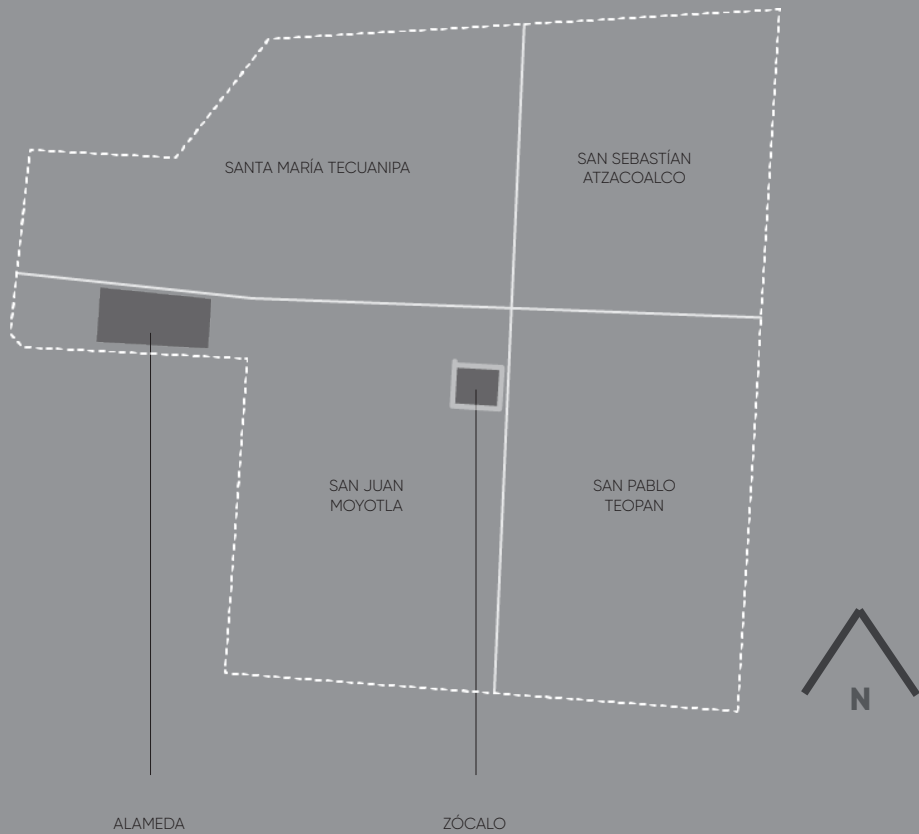 SANTA MARÍA TECUANIPA
SAN SEBASTÍAN
ATZACOALCO
SAN JUAN
MOYOTLA
SAN PABLO
TEOPAN
N
ALAMEDA
ZÓCALO